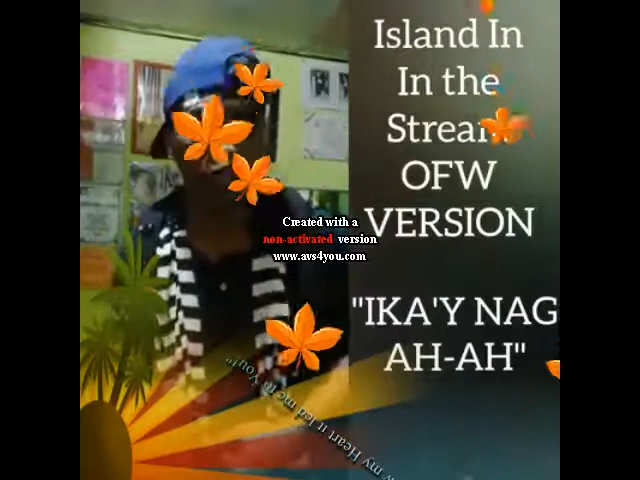 Island In
In the
Stream
OFW
VERSION
"IKA'Y NAG
AH-AH"
Created with a
non-activated version
www.avs4you.com
my Heart it led me to You"